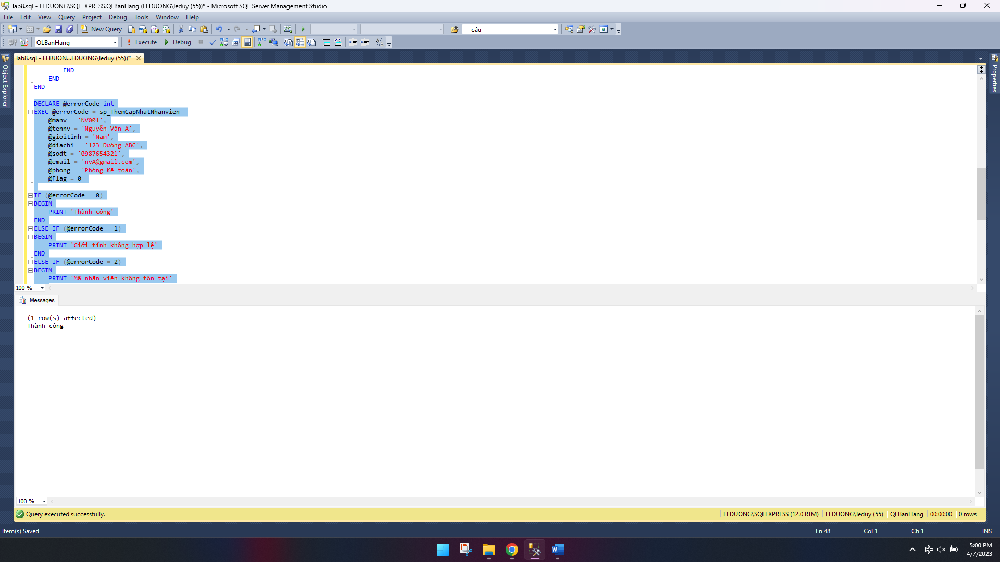 lab8.sql - LEDUONG\SQLEXPRESS.QLBanHang (LEDUONG\leduy (55))* - Microsoft SQL Server Management Studio
File Edit View Query Project Debug Tools Window Help
New Query ---câu
QLBanHang Execute Debug
lab8.sql - LEDUON...EDUONG\leduy (55))*
Object Explorer
Properties
END
END
END
DECLARE @errorCode int
EXEC @errorCode = sp_ThemCapNhatNhanvien
@manv = 'NV001',
@tennv = 'Nguyễn Văn A',
@gioitinh = 'Nam',
@diachi = '123 Đường ABC',
@sodt = '0987654321',
@email = 'nvA@gmail.com',
@phong = 'Phòng Kế toán',
@Flag = 0
IF (@errorCode = 0)
BEGIN
PRINT 'Thành công'
END
ELSE IF (@errorCode = 1)
BEGIN
PRINT 'Giới tính không hợp lệ'
END
ELSE IF (@errorCode = 2)
BEGIN
PRINT 'Mã nhân viên không tồn tại'
100 %
Messages
(1 row(s) affected)
Thành công
100 %
Query executed successfully. LEDUONG\SQLEXPRESS (12.0 RTM) LEDUONG\leduy (55) QLBanHang 00:00:00 0 rows
Item(s) Saved Ln 48 Col 1 Ch 1 INS
5:00 PM
4/7/2023